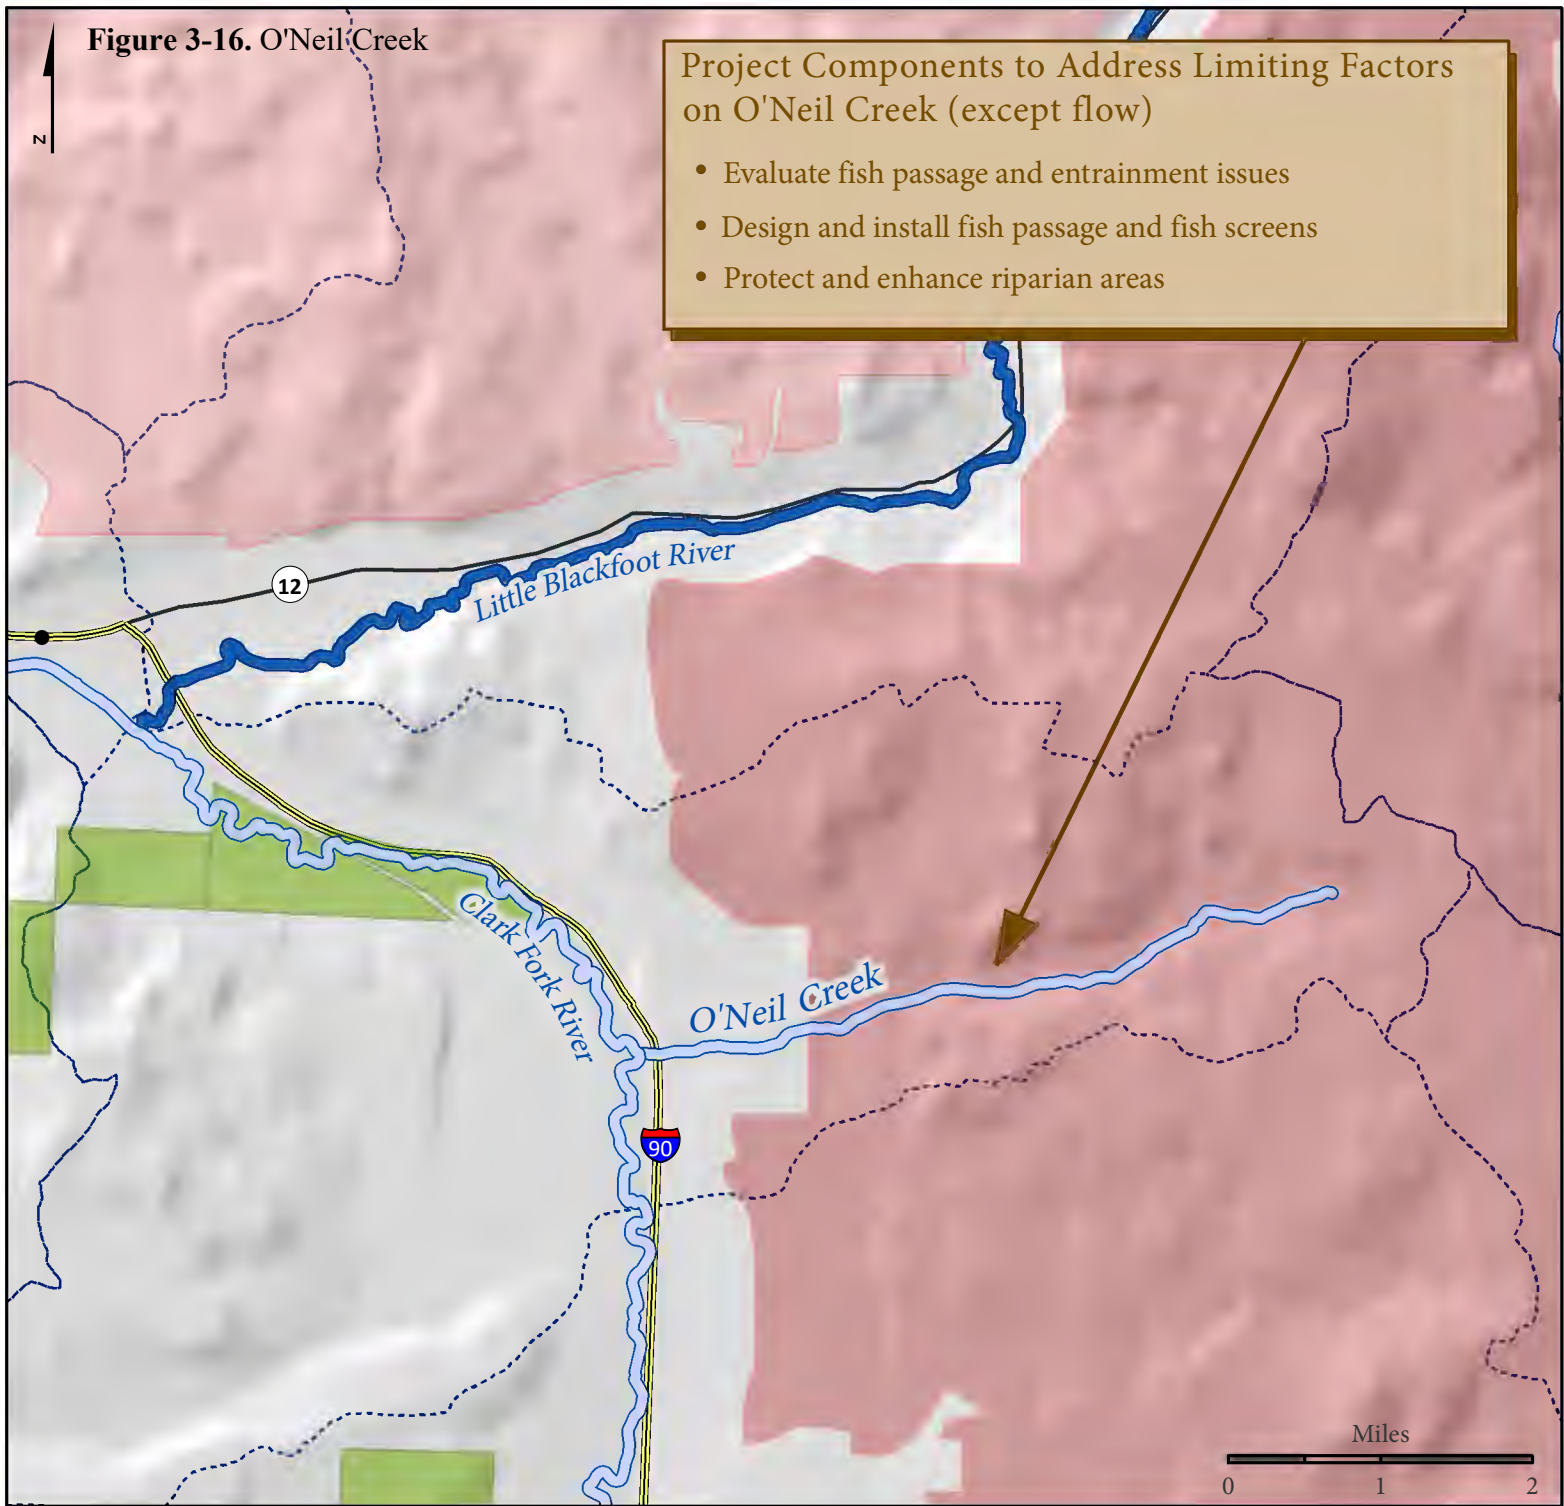 Figure 3-16. O'Neil Creek
N
Project Components to Address Limiting Factors
on O'Neil Creek (except flow)
• Evaluate fish passage and entrainment issues
• Design and install fish passage and fish screens
• Protect and enhance riparian areas
12
Little Blackfoot River
Clark Fork River
O'Neil Creek
90
Miles
0 1 2